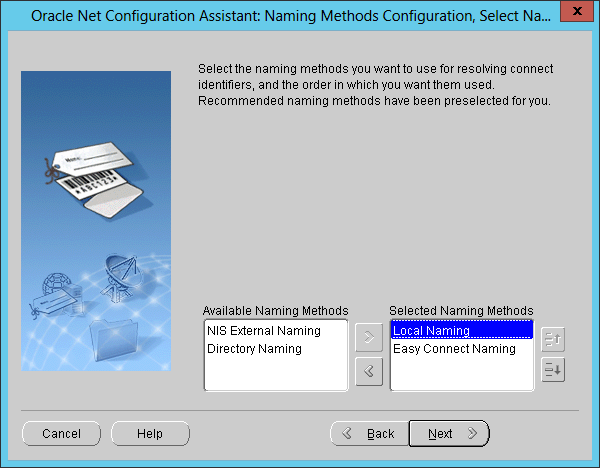 Oracle Net Configuration Assistant: Naming Methods Configuration, Select Na...
x
Select the naming methods you want to use for resolving connect
identifiers, and the order in which you want them used.
Recommended naming methods have been preselected for you.
Available Naming Methods
NIS External Naming
Directory Naming
Selected Naming Methods
Local Naming
Easy Connect Naming
Cancel
Help
Back
Next